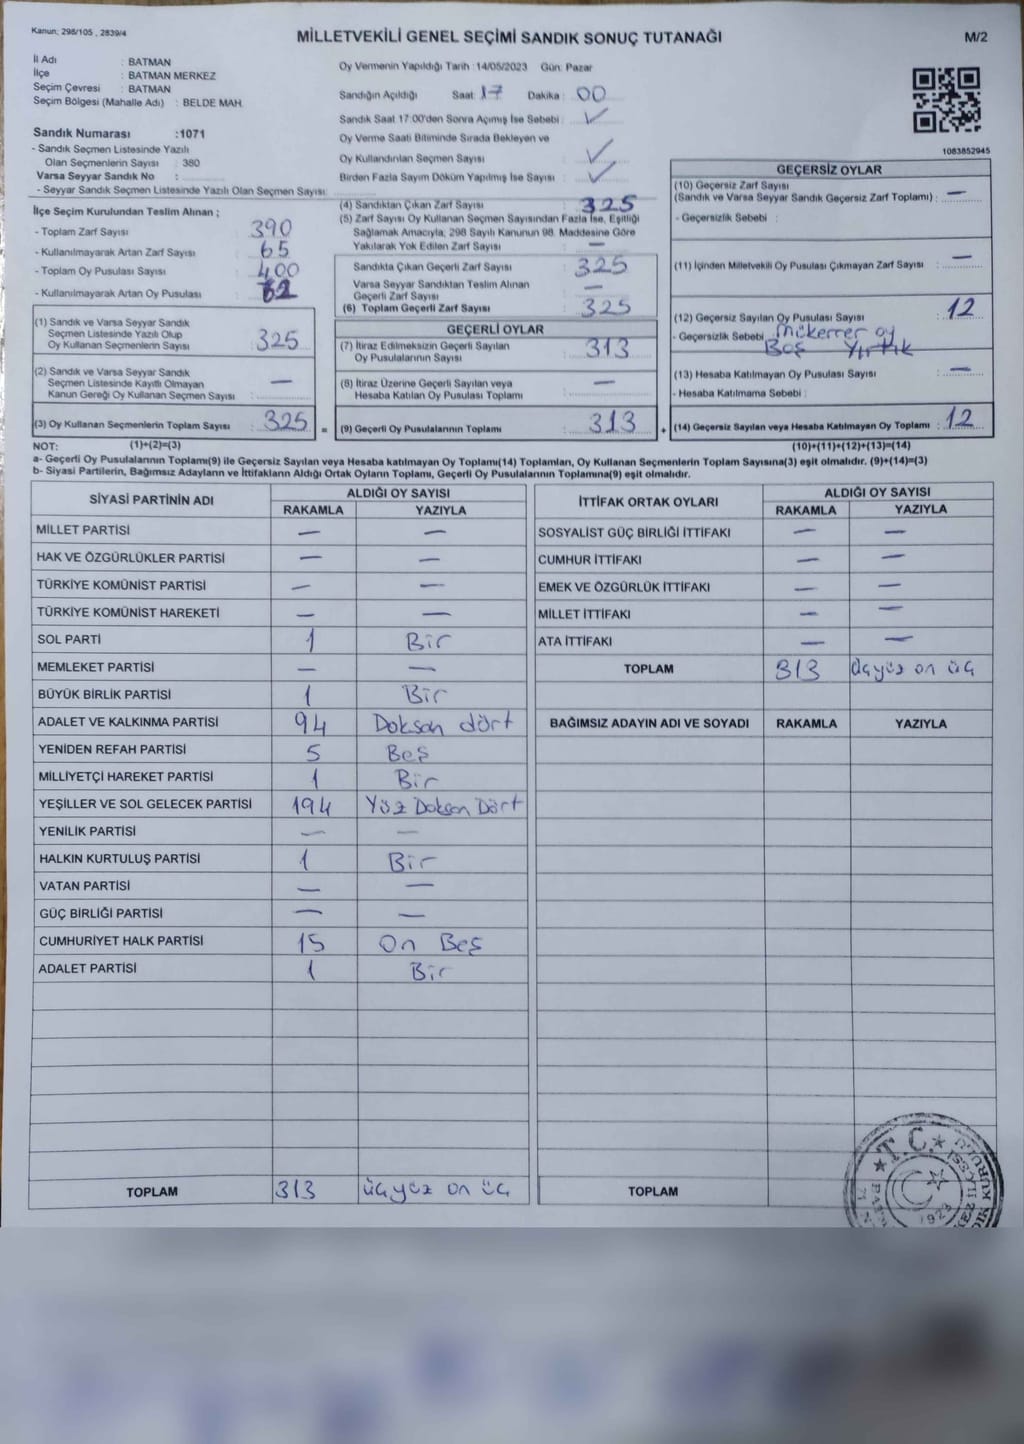 Kanun; 298/105 , 2839/4
MİLLETVEKİLİ GENEL SEÇİMİ SANDIK SONUÇ TUTANAĞI
M/2
İl Adı : BATMAN
İlçe : BATMAN MERKEZ
Seçim Çevresi : BATMAN
Seçim Bölgesi (Mahalle Adı) : BELDE MAH.
Sandık Numarası :1071
- Sandık Seçmen Listesinde Yazılı
Olan Seçmenlerin Sayısı : 380
Varsa Seyyar Sandık No :
- Seyyar Sandık Seçmen Listesinde Yazılı Olan Seçmen Sayısı:
Oy Vermenin Yapıldığı Tarih :14/05/2023 Gün: Pazar
Sandığın Açıldığı Saat: 17 Dakika : 00
Sandık Saat 17:00'den Sonra Açımış İse Sebebi : ✓
Oy Verme Saati Bitiminde Sırada Bekleyen ve
Oy Kullandırılan Seçmen Sayısı : ✓
Birden Fazla Sayım Döküm Yapılmış İse Sayısı : ✓
1083852945
İlçe Seçim Kurulundan Teslim Alınan ;
- Toplam Zarf Sayısı : 390
- Kullanılmayarak Artan Zarf Sayısı : 65
- Toplam Oy Pusulası Sayısı : 400
- Kullanılmayarak Artan Oy Pusulası :
(1) Sandık ve Varsa Seyyar Sandık
Seçmen Listesinde Yazılı Olup
Oy Kullanan Seçmenlerin Sayısı : 325
(2) Sandık ve Varsa Seyyar Sandık
Seçmen Listesinde Kayıtlı Olmayan
Kanun Gereği Oy Kullanan Seçmen Sayısı : —
(3) Oy Kullanan Seçmenlerin Toplam Sayısı : 325 =
(4) Sandıktan Çıkan Zarf Sayısı : 325
(5) Zarf Sayısı Oy Kullanan Seçmen Sayısından Fazla İse, Eşitliği
Sağlamak Amacıyla; 298 Sayılı Kanunun 98. Maddesine Göre
Yakılarak Yok Edilen Zarf Sayısı : —
Sandıkta Çıkan Geçerli Zarf Sayısı : 325
Varsa Seyyar Sandıktan Teslim Alınan
Geçerli Zarf Sayısı : —
(6) Toplam Geçerli Zarf Sayısı : 325
GEÇERLİ OYLAR
(7) İtiraz Edilmeksizin Geçerli Sayılan
Oy Pusulalarının Sayısı : 313
(8) İtiraz Üzerine Geçerli Sayılan veya
Hesaba Katılan Oy Pusulası Toplamı : —
(9) Geçerli Oy Pusulalarının Toplamı : 313 +
GEÇERSİZ OYLAR
(10) Geçersiz Zarf Sayısı
(Sandık ve Varsa Seyyar Sandık Geçersiz Zarf Toplamı) : —
- Geçersizlik Sebebi :
(11) İçinden Milletvekili Oy Pusulası Çıkmayan Zarf Sayısı : —
(12) Geçersiz Sayılan Oy Pusulası Sayısı : 12
- Geçersizlik Sebebi : Mükerrer oy
Boş Yırtık
(13) Hesaba Katılmayan Oy Pusulası Sayısı : —
- Hesaba Katılmama Sebebi :
(14) Geçersiz Sayılan veya Hesaba Katılmayan Oy Toplamı : 12
NOT: (1)+(2)=(3) (10)+(11)+(12)+(13)=(14)
a- Geçerli Oy Pusulalarının Toplamı(9) ile Geçersiz Sayılan veya Hesaba katılmayan Oy Toplamı(14) Toplamları, Oy Kullanan Seçmenlerin Toplam Sayısına(3) eşit olmalıdır. (9)+(14)=(3)
b- Siyasi Partilerin, Bağımsız Adayların ve İttifakların Aldığı Ortak Oyların Toplamı, Geçerli Oy Pusulalarının Toplamına(9) eşit olmalıdır.
SİYASİ PARTİNİN ADI ALDIĞI OY SAYISI
RAKAMLA YAZIYLA
MİLLET PARTİSİ — —
HAK VE ÖZGÜRLÜKLER PARTİSİ — —
TÜRKİYE KOMÜNİST PARTİSİ — —
TÜRKİYE KOMÜNİST HAREKETİ — —
SOL PARTİ 1 Bir
MEMLEKET PARTİSİ — —
BÜYÜK BİRLİK PARTİSİ 1 Bir
ADALET VE KALKINMA PARTİSİ 94 Doksan dört
YENİDEN REFAH PARTİSİ 5 Beş
MİLLİYETÇİ HAREKET PARTİSİ 1 Bir
YEŞİLLER VE SOL GELECEK PARTİSİ 194 Yüz Doksan Dört
YENİLİK PARTİSİ — —
HALKIN KURTULUŞ PARTİSİ 1 Bir
VATAN PARTİSİ — —
GÜÇ BİRLİĞİ PARTİSİ — —
CUMHURİYET HALK PARTİSİ 15 On Beş
ADALET PARTİSİ 1 Bir
TOPLAM 313 üçyüz on üç
İTTİFAK ORTAK OYLARI ALDIĞI OY SAYISI
RAKAMLA YAZIYLA
SOSYALİST GÜÇ BİRLİĞİ İTTİFAKI — —
CUMHUR İTTİFAKI — —
EMEK VE ÖZGÜRLÜK İTTİFAKI — —
MİLLET İTTİFAKI — —
ATA İTTİFAKI — —
TOPLAM 313 üçyüz on üç
BAĞIMSIZ ADAYIN ADI VE SOYADI RAKAMLA YAZIYLA
TOPLAM
★ T.C. ★
1923